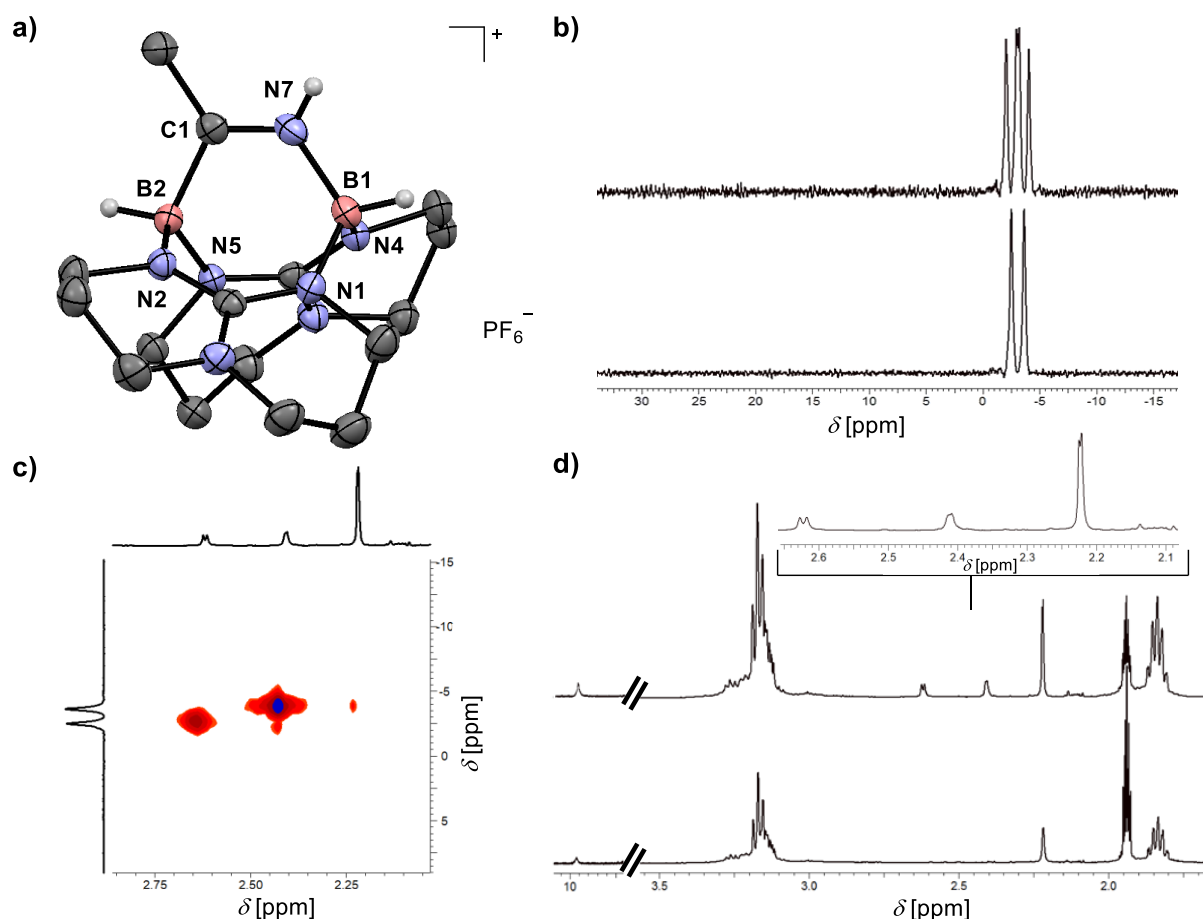 a)
+
N7
C1
B2
B1
N5
N4
N2
N1
PF6−
b)
30 25 20 15 10 5 0 -5 -10 -15
δ [ppm]
c)
-15
-10
-5
0
5
δ [ppm]
2.75 2.50 2.25
δ [ppm]
d)
2.6 2.5 2.4 2.3 2.2 2.1
δ [ppm]
10 3.5 3.0 2.5 2.0
δ [ppm]